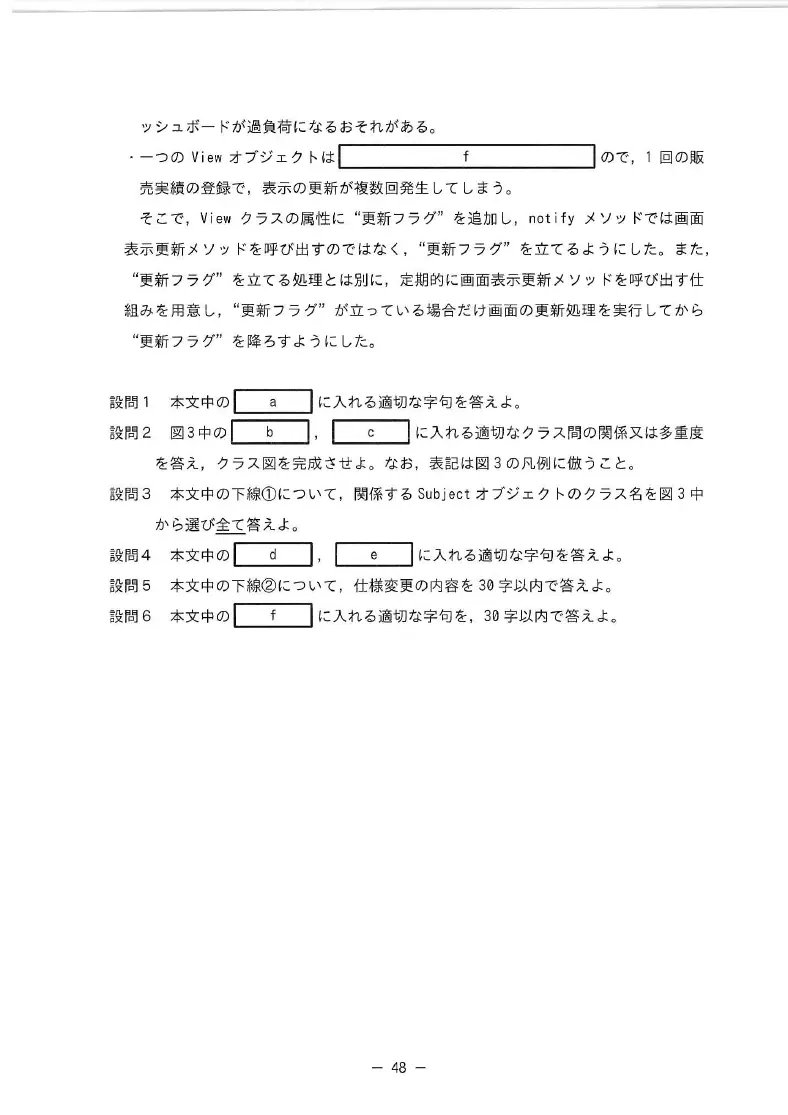 ッシュボードが過負荷になるおそれがある。
・一つの View オブジェクトは f ので，1 回の販
売実績の登録で，表示の更新が複数回発生してしまう。
そこで，View クラスの属性に“更新フラグ”を追加し，notify メソッドでは画面
表示更新メソッドを呼び出すのではなく，“更新フラグ”を立てるようにした。また，
“更新フラグ”を立てる処理とは別に，定期的に画面表示更新メソッドを呼び出す仕
組みを用意し，“更新フラグ”が立っている場合だけ画面の更新処理を実行してから
“更新フラグ”を降ろすようにした。
設問1 本文中の a に入れる適切な字句を答えよ。
設問2 図3中の b ， c に入れる適切なクラス間の関係又は多重度
を答え，クラス図を完成させよ。なお，表記は図 3 の凡例に倣うこと。
設問3 本文中の下線①について，関係する Subject オブジェクトのクラス名を図 3 中
から選び全て答えよ。
設問4 本文中の d ， e に入れる適切な字句を答えよ。
設問5 本文中の下線②について，仕様変更の内容を 30 字以内で答えよ。
設問6 本文中の f に入れる適切な字句を，30 字以内で答えよ。
－ 48 －